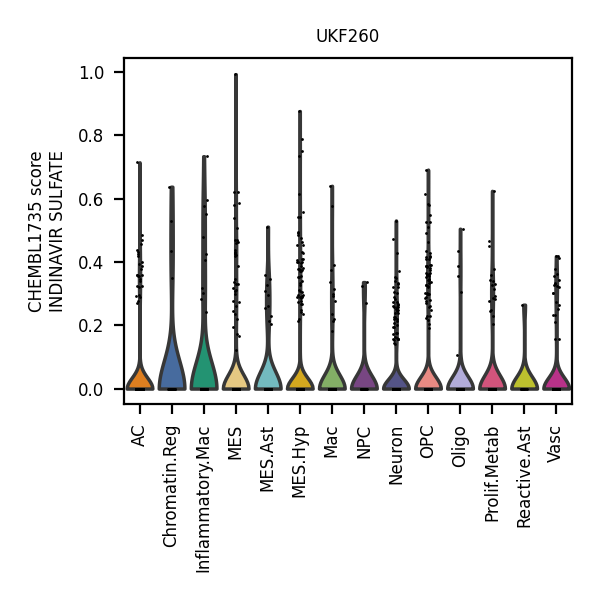 UKF260
CHEMBL1735 score
INDINAVIR SULFATE
1.0
0.8
0.6
0.4
0.2
0.0
AC
Chromatin.Reg
Inflammatory.Mac
MES
MES.Ast
MES.Hyp
Mac
NPC
Neuron
OPC
Oligo
Prolif.Metab
Reactive.Ast
Vasc